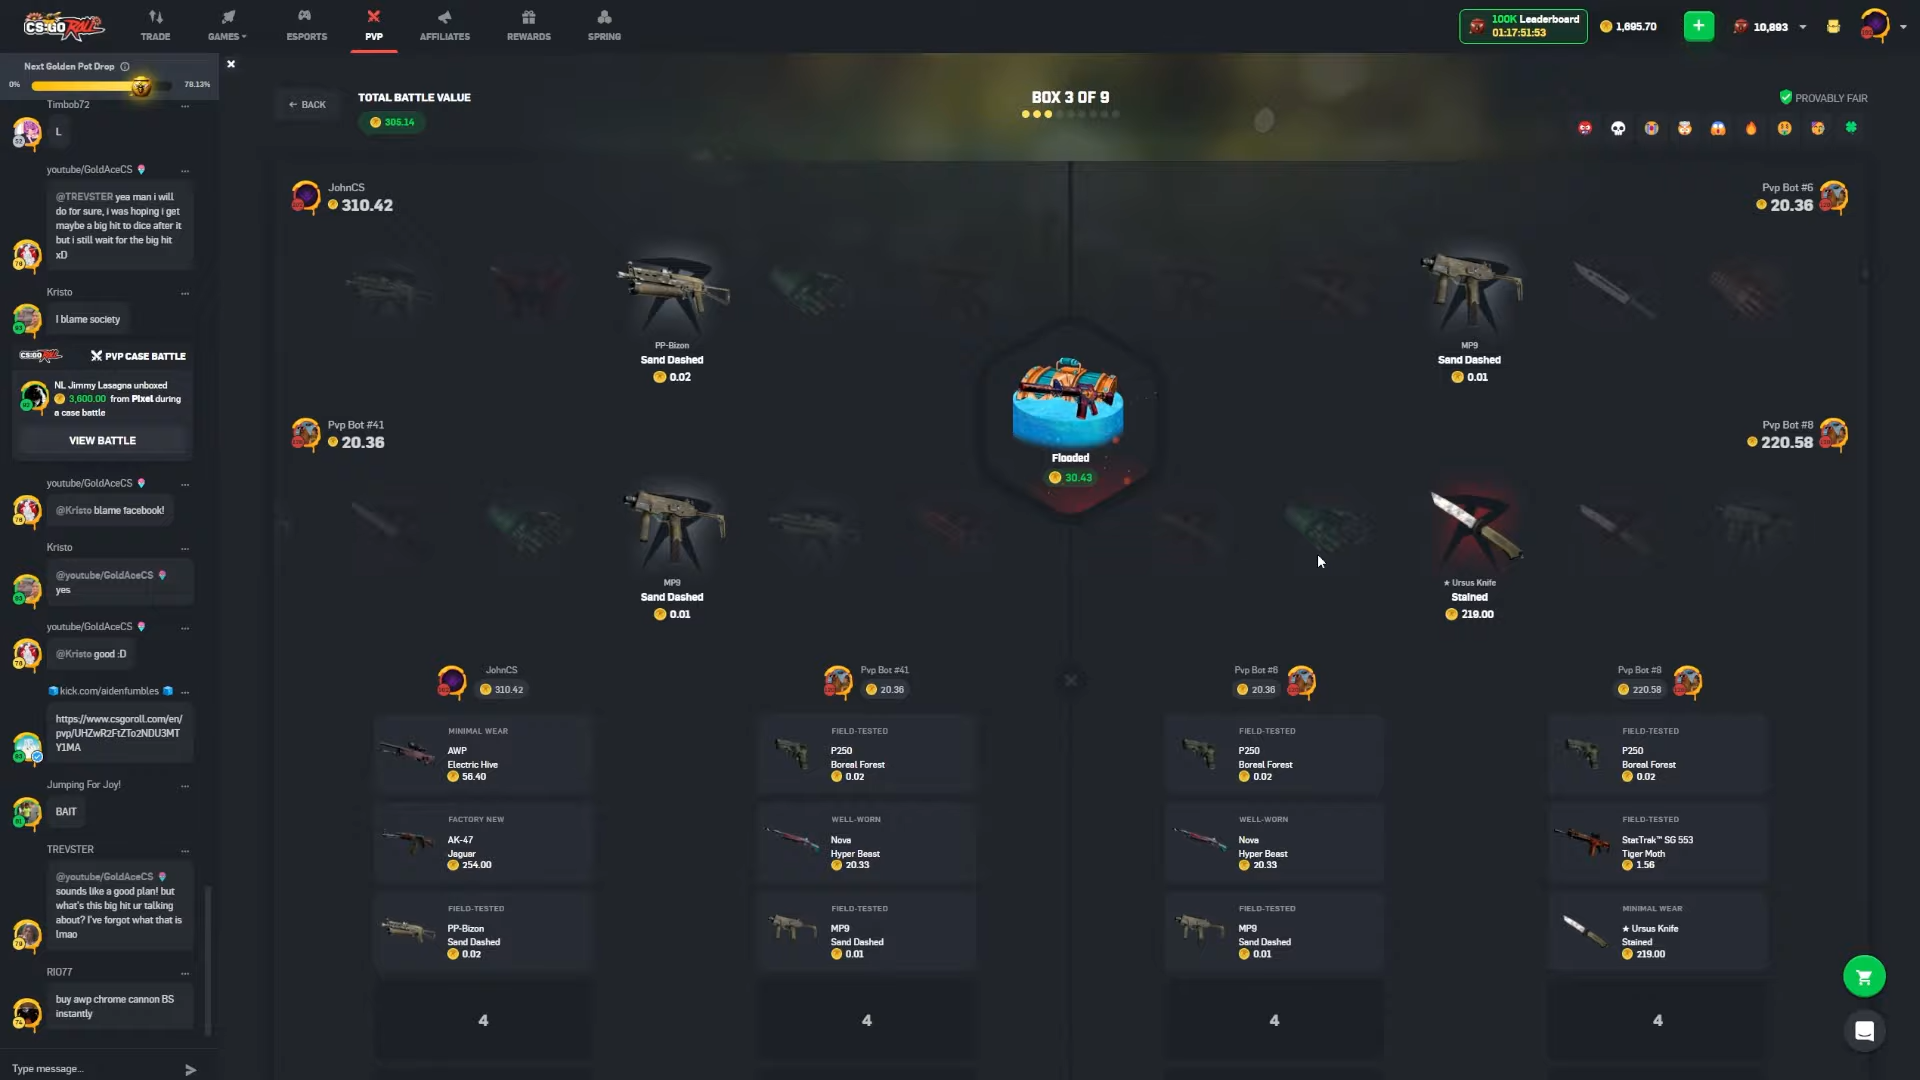 CS:GO ROLL
TRADE
GAMES
ESPORTS
PVP
AFFILIATES
REWARDS
SPRING
100K Leaderboard
01:17:51:53
1,695.70
+
10,893
Next Golden Pot Drop
0%
78.13%
BACK
TOTAL BATTLE VALUE
305.14
BOX 3 OF 9
PROVABLY FAIR
Timbob72
L
youtube/GoldAceCS
@TREVSTER yea man i will
do for sure, i was hoping i get
maybe a big hit to dice after it
but i still wait for the big hit
xD
Kristo
I blame society
CS:GO ROLL
PVP CASE BATTLE
NL Jimmy Lasagna unboxed
3,600.00 from Pixel during
a case battle
VIEW BATTLE
youtube/GoldAceCS
@Kristo blame facebook!
Kristo
@youtube/GoldAceCS
yes
youtube/GoldAceCS
@Kristo good :D
kick.com/aidenfumbles
https://www.csgoroll.com/en/
pvp/UHZwR2FtZTo2NDU3MT
Y1MA
Jumping For Joy!
BAIT
TREVSTER
@youtube/GoldAceCS
sounds like a good plan! but
what's this big hit ur talking
about? I've forgot what that is
lmao
RIO77
buy awp chrome cannon BS
instantly
Type message...
JohnCS
310.42
Pvp Bot #6
20.36
PP-Bizon
Sand Dashed
0.02
MP9
Sand Dashed
0.01
Flooded
30.43
Pvp Bot #41
20.36
Pvp Bot #8
220.58
MP9
Sand Dashed
0.01
★ Ursus Knife
Stained
219.00
JohnCS
310.42
Pvp Bot #41
20.36
Pvp Bot #6
20.36
Pvp Bot #8
220.58
MINIMAL WEAR
AWP
Electric Hive
56.40
FIELD-TESTED
P250
Boreal Forest
0.02
FIELD-TESTED
P250
Boreal Forest
0.02
FIELD-TESTED
P250
Boreal Forest
0.02
FACTORY NEW
AK-47
Jaguar
254.00
WELL-WORN
Nova
Hyper Beast
20.33
WELL-WORN
Nova
Hyper Beast
20.33
FIELD-TESTED
StatTrak™ SG 553
Tiger Moth
1.56
FIELD-TESTED
PP-Bizon
Sand Dashed
0.02
FIELD-TESTED
MP9
Sand Dashed
0.01
FIELD-TESTED
MP9
Sand Dashed
0.01
MINIMAL WEAR
★ Ursus Knife
Stained
219.00
4
4
4
4